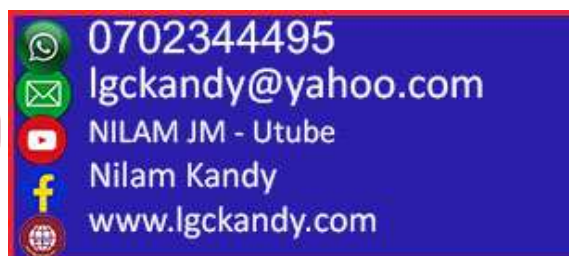 0702344495
lgckandy@yahoo.com
NILAM JM - Utube
Nilam Kandy
www.lgckandy.com